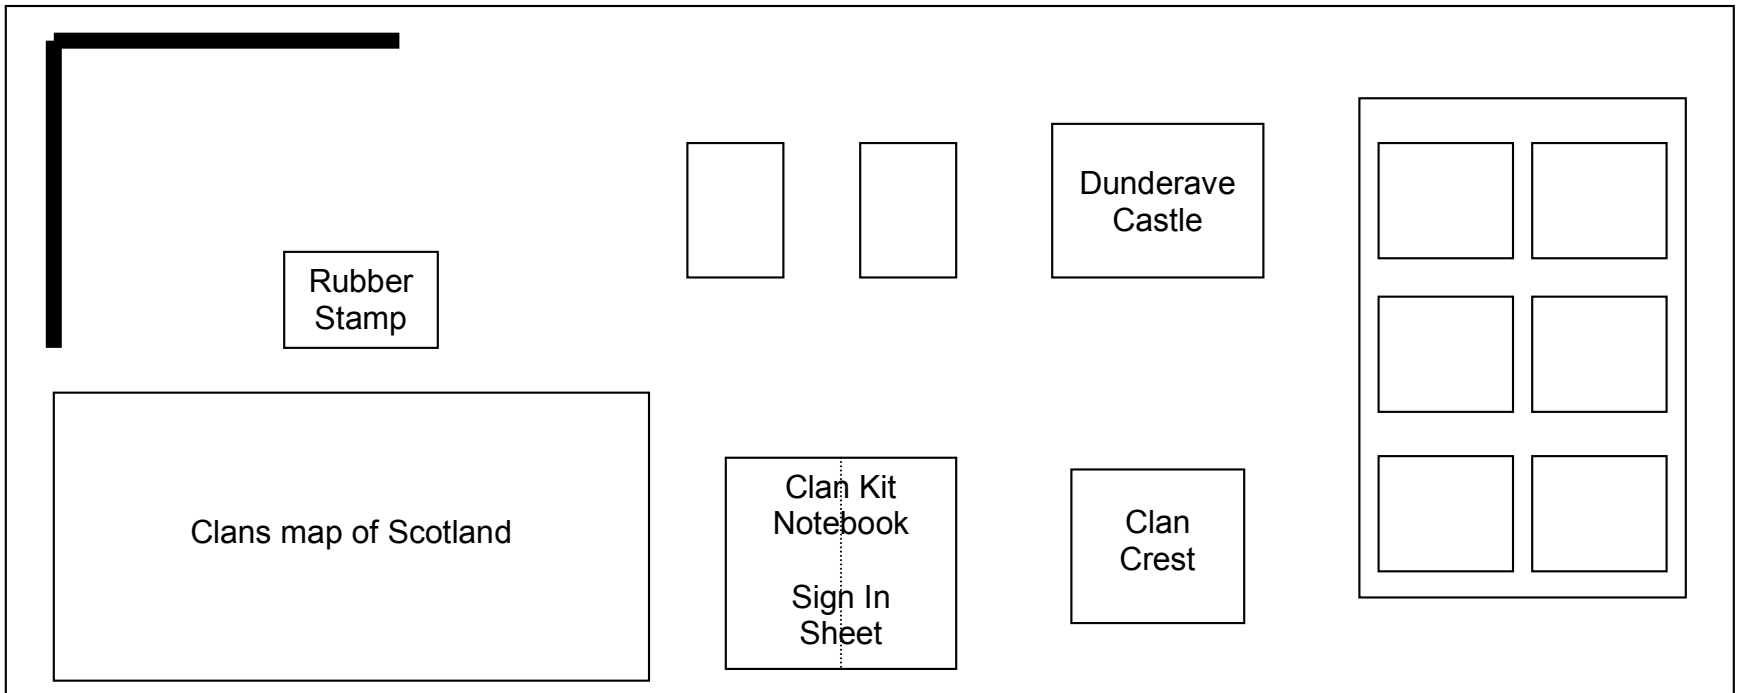 Dunderave
Castle
Rubber
Stamp
Clans map of Scotland
Clan Kit
Notebook
Sign In
Sheet
Clan
Crest